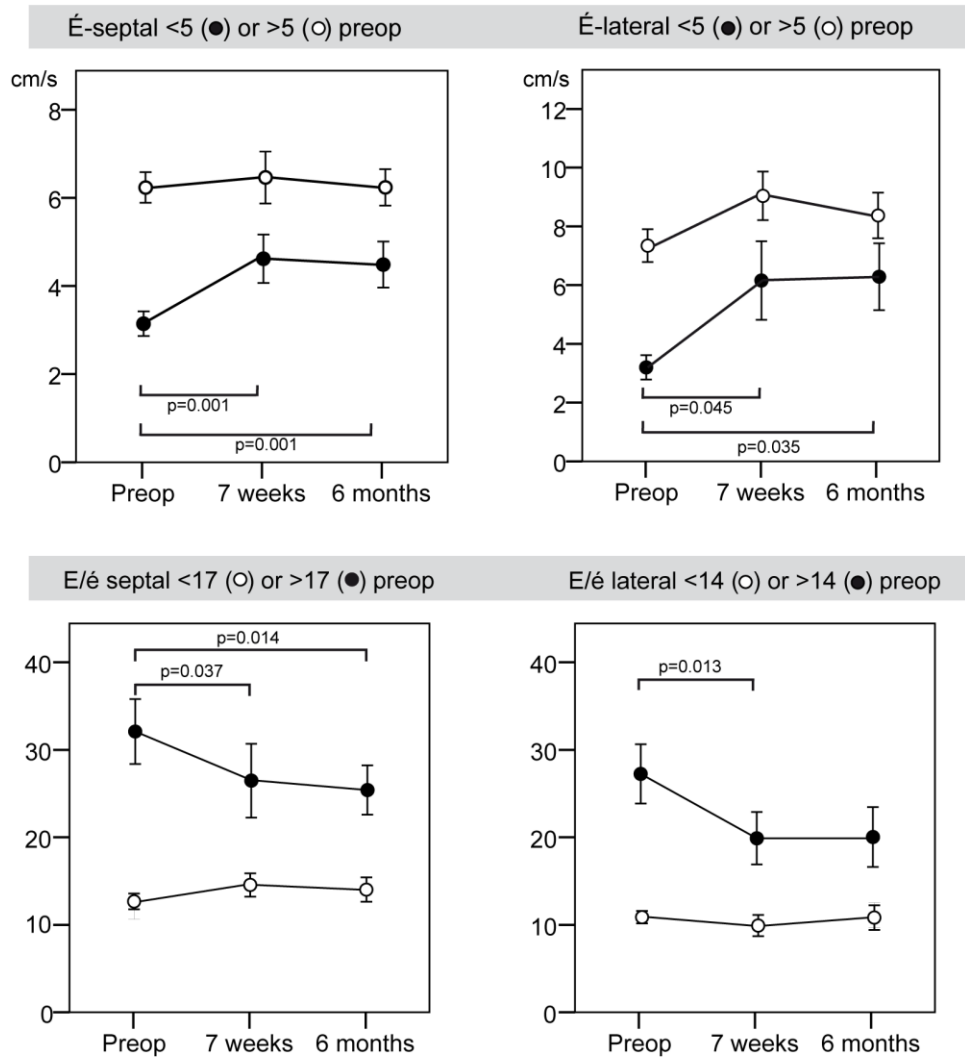 É-septal <5 (●) or >5 (○) preop
cm/s
8
6
4
2
0
p=0.001
p=0.001
Preop 7 weeks 6 months
É-lateral <5 (●) or >5 (○) preop
cm/s
12
10
8
6
4
2
0
p=0.045
p=0.035
Preop 7 weeks 6 months
E/é septal <17 (○) or >17 (●) preop
40
30
20
10
0
p=0.014
p=0.037
Preop 7 weeks 6 months
E/é lateral <14 (○) or >14 (●) preop
40
30
20
10
0
p=0.013
Preop 7 weeks 6 months